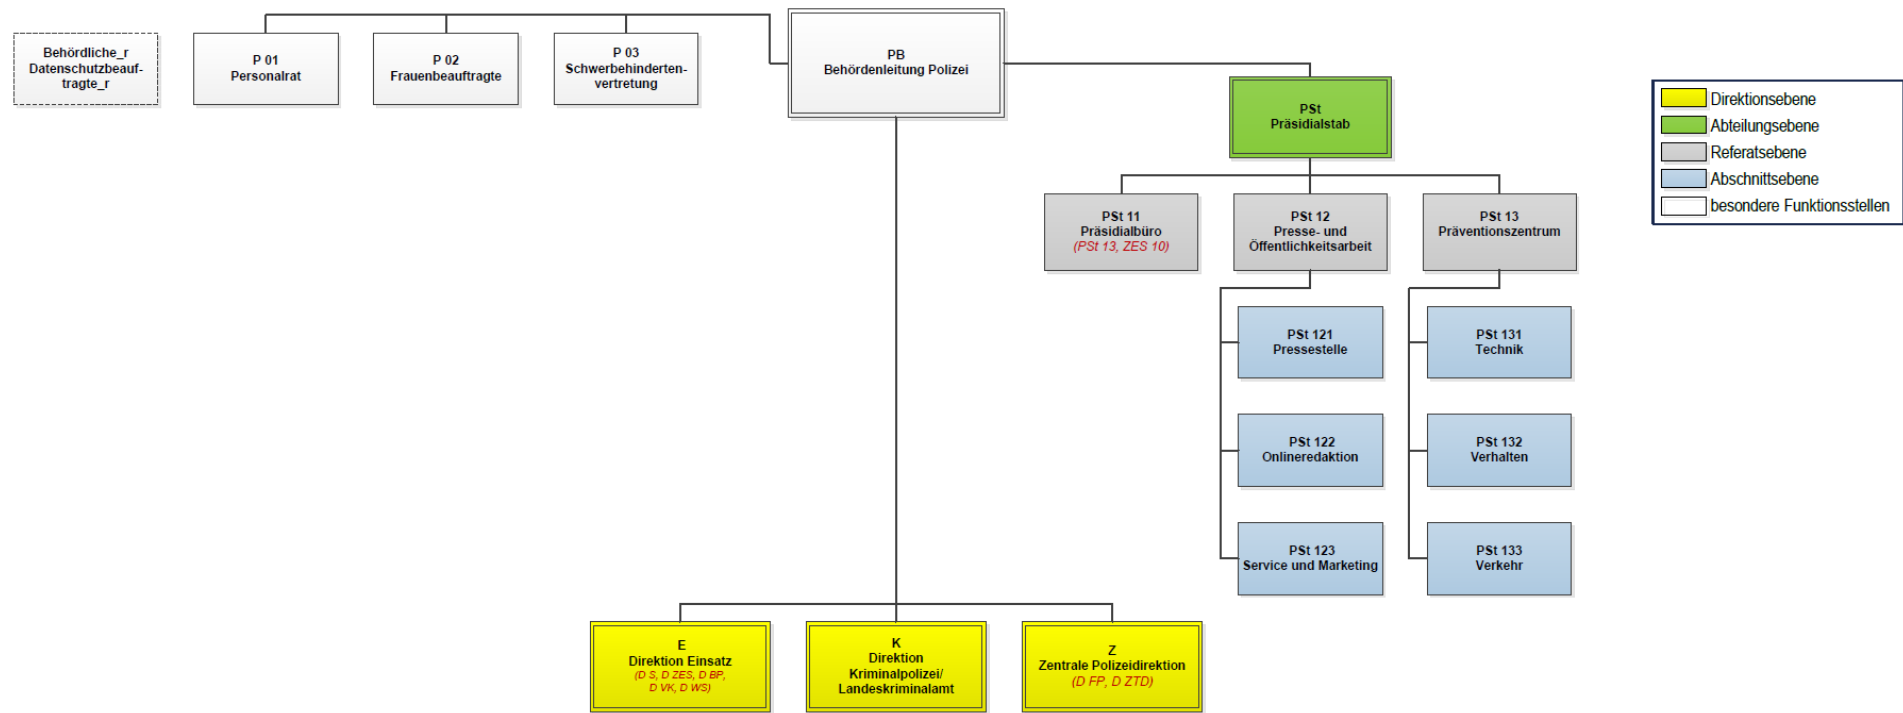 Behördliche_r
Datenschutzbeauf-
tragte_r
P 01
Personalrat
P 02
Frauenbeauftragte
P 03
Schwerbehinderten-
vertretung
PB
Behördenleitung Polizei
PSt
Präsidialstab
Direktionsebene
Abteilungsebene
Referatsebene
Abschnittsebene
besondere Funktionsstellen
PSt 11
Präsidialbüro
(PSt 13, ZES 10)
PSt 12
Presse- und
Öffentlichkeitsarbeit
PSt 13
Präventionszentrum
PSt 121
Pressestelle
PSt 131
Technik
PSt 122
Onlineredaktion
PSt 132
Verhalten
PSt 123
Service und Marketing
PSt 133
Verkehr
E
Direktion Einsatz
(D S, D ZES, D BP,
D VK, D WS)
K
Direktion
Kriminalpolizei/
Landeskriminalamt
Z
Zentrale Polizeidirektion
(D FP, D ZTD)